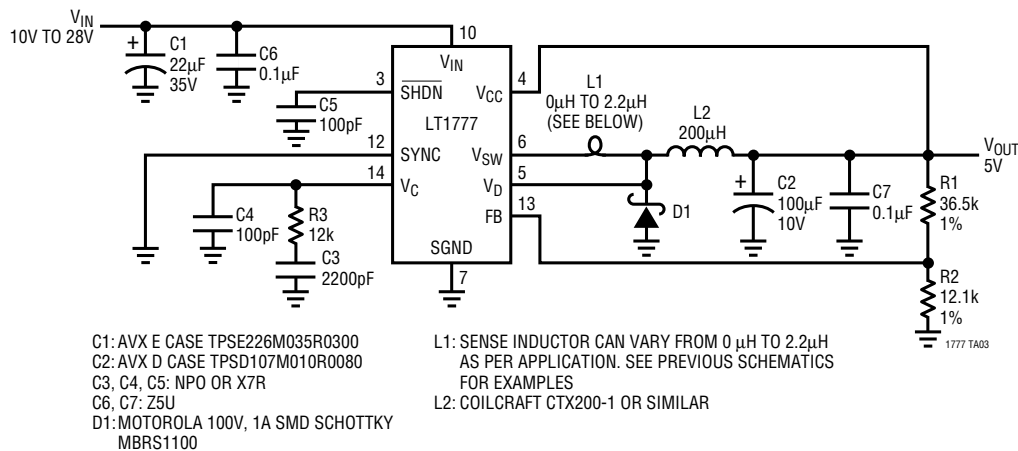 VIN
10V TO 28V
+
C1
22µF
35V
C6
0.1µF
10
VIN
3
SHDN
4
VCC
C5
100pF
LT1777
L1
0µH TO 2.2µH
(SEE BELOW)
L2
200µH
12
SYNC
6
VSW
VOUT
5V
14
VC
5
VD
13
FB
D1
+
C2
100µF
10V
C7
0.1µF
R1
36.5k
1%
C4
100pF
R3
12k
C3
2200pF
SGND
7
R2
12.1k
1%
1777 TA03
C1: AVX E CASE TPSE226M035R0300
C2: AVX D CASE TPSD107M010R0080
C3, C4, C5: NPO OR X7R
C6, C7: Z5U
D1: MOTOROLA 100V, 1A SMD SCHOTTKY
MBRS1100
L1: SENSE INDUCTOR CAN VARY FROM 0 µH TO 2.2µH
AS PER APPLICATION. SEE PREVIOUS SCHEMATICS
FOR EXAMPLES
L2: COILCRAFT CTX200-1 OR SIMILAR